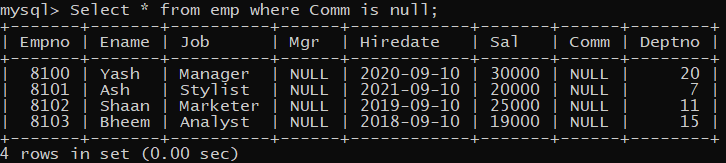 mysql> Select * from emp where Comm is null;
+-------+-------+----------+------+------------+-------+------+--------+
| Empno | Ename | Job      | Mgr  | Hiredate   | Sal   | Comm | Deptno |
+-------+-------+----------+------+------------+-------+------+--------+
|  8100 | Yash  | Manager  | NULL | 2020-09-10 | 30000 | NULL |     20 |
|  8101 | Ash   | Stylist  | NULL | 2021-09-10 | 20000 | NULL |      7 |
|  8102 | Shaan | Marketer | NULL | 2019-09-10 | 25000 | NULL |     11 |
|  8103 | Bheem | Analyst  | NULL | 2018-09-10 | 19000 | NULL |     15 |
+-------+-------+----------+------+------------+-------+------+--------+
4 rows in set (0.00 sec)